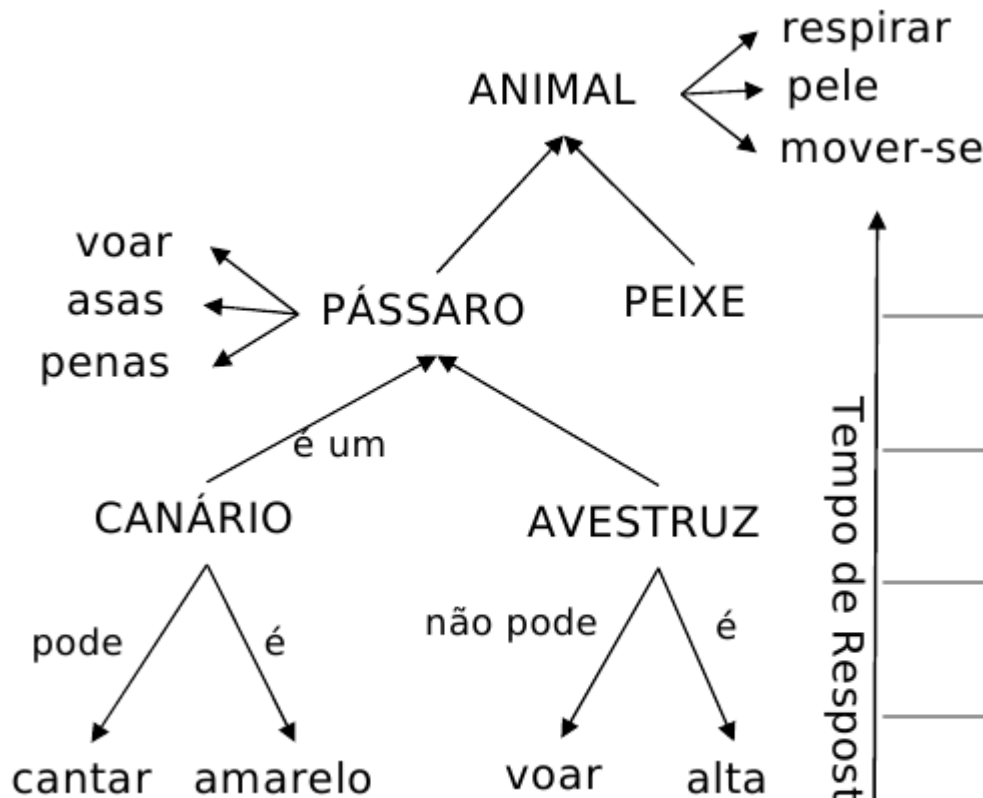 respirar
ANIMAL
pele
mover-se
voar
asas
PÁSSARO
PEIXE
penas
é um
CANÁRIO
AVESTRUZ
pode
é
não pode
é
cantar
amarelo
voar
alta
Tempo de Respost